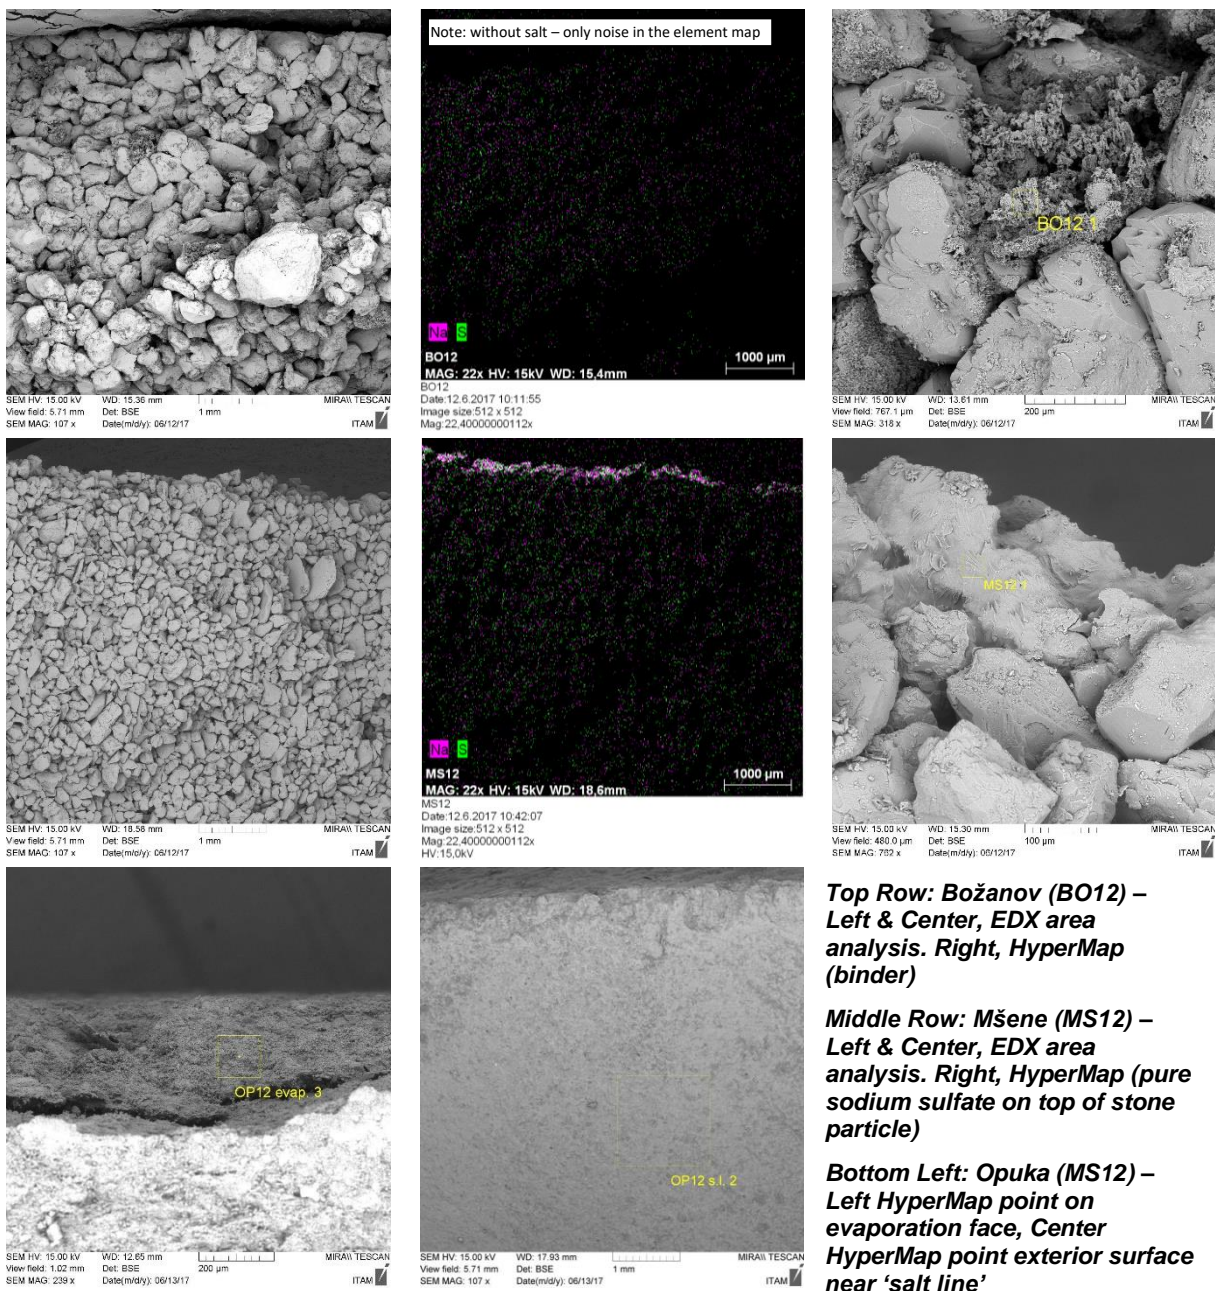 Note: without salt – only noise in the element map
Na S
BO12
MAG: 22x HV: 15kV WD: 15,4mm
1000 µm
BO12 1
SEM HV: 15.00 kV WD: 15.36 mm MIRA\\ TESCAN
View field: 5.71 mm Det: BSE 1 mm
SEM MAG: 107 x Date(m/d/y): 06/12/17 ITAM
BO12
Date:12.6.2017 10:11:55
Image size:512 x 512
Mag:22,40000000112x
SEM HV: 15.00 kV WD: 13.61 mm MIRA\\ TESCAN
View field: 767.1 µm Det: BSE 200 µm
SEM MAG: 318 x Date(m/d/y): 06/12/17 ITAM
Na S
MS12
MAG: 22x HV: 15kV WD: 18,6mm
1000 µm
MS12 1
SEM HV: 15.00 kV WD: 18.58 mm MIRA\\ TESCAN
View field: 5.71 mm Det: BSE 1 mm
SEM MAG: 107 x Date(m/d/y): 06/12/17 ITAM
MS12
Date:12.6.2017 10:42:07
Image size:512 x 512
Mag:22,40000000112x
HV:15,0kV
SEM HV: 15.00 kV WD: 15.30 mm MIRA\\ TESCAN
View field: 480.0 µm Det: BSE 100 µm
SEM MAG: 762 x Date(m/d/y): 06/12/17 ITAM
OP12 evap. 3
SEM HV: 15.00 kV WD: 12.65 mm MIRA\\ TESCAN
View field: 1.02 mm Det: BSE 200 µm
SEM MAG: 239 x Date(m/d/y): 06/13/17 ITAM
OP12 s.l. 2
SEM HV: 15.00 kV WD: 17.93 mm MIRA\\ TESCAN
View field: 5.71 mm Det: BSE 1 mm
SEM MAG: 107 x Date(m/d/y): 06/13/17 ITAM
Top Row: Božanov (BO12) –
Left & Center, EDX area
analysis. Right, HyperMap
(binder)
Middle Row: Mšene (MS12) –
Left & Center, EDX area
analysis. Right, HyperMap (pure
sodium sulfate on top of stone
particle)
Bottom Left: Opuka (MS12) –
Left HyperMap point on
evaporation face, Center
HyperMap point exterior surface
near ‘salt line’